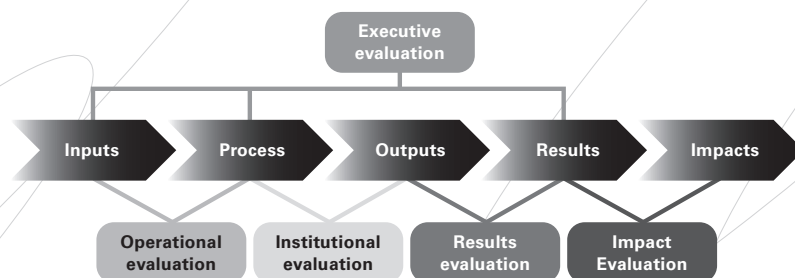 Executive
evaluation
Inputs
Process
Outputs
Results
Impacts
Operational
evaluation
Institutional
evaluation
Results
evaluation
Impact
Evaluation